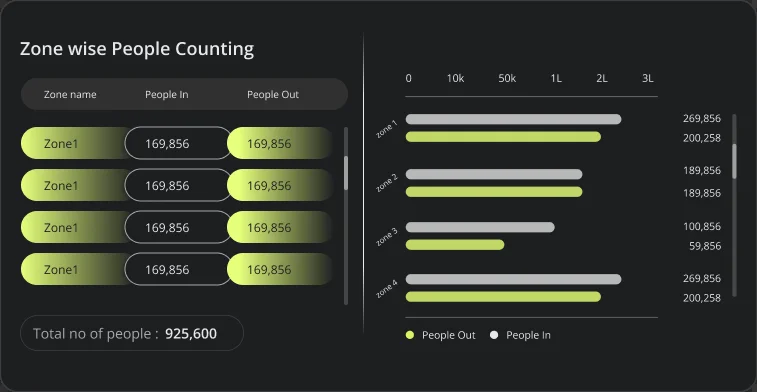 Zone wise People Counting
Zone name People In People Out
Zone1 169,856 169,856
Zone1 169,856 169,856
Zone1 169,856 169,856
Zone1 169,856 169,856
Total no of people : 925,600
0 10k 50k 1L 2L 3L
zone 1 269,856
200,258
zone 2 189,856
189,856
zone 3 100,856
59,856
zone 4 269,856
200,258
People Out People In